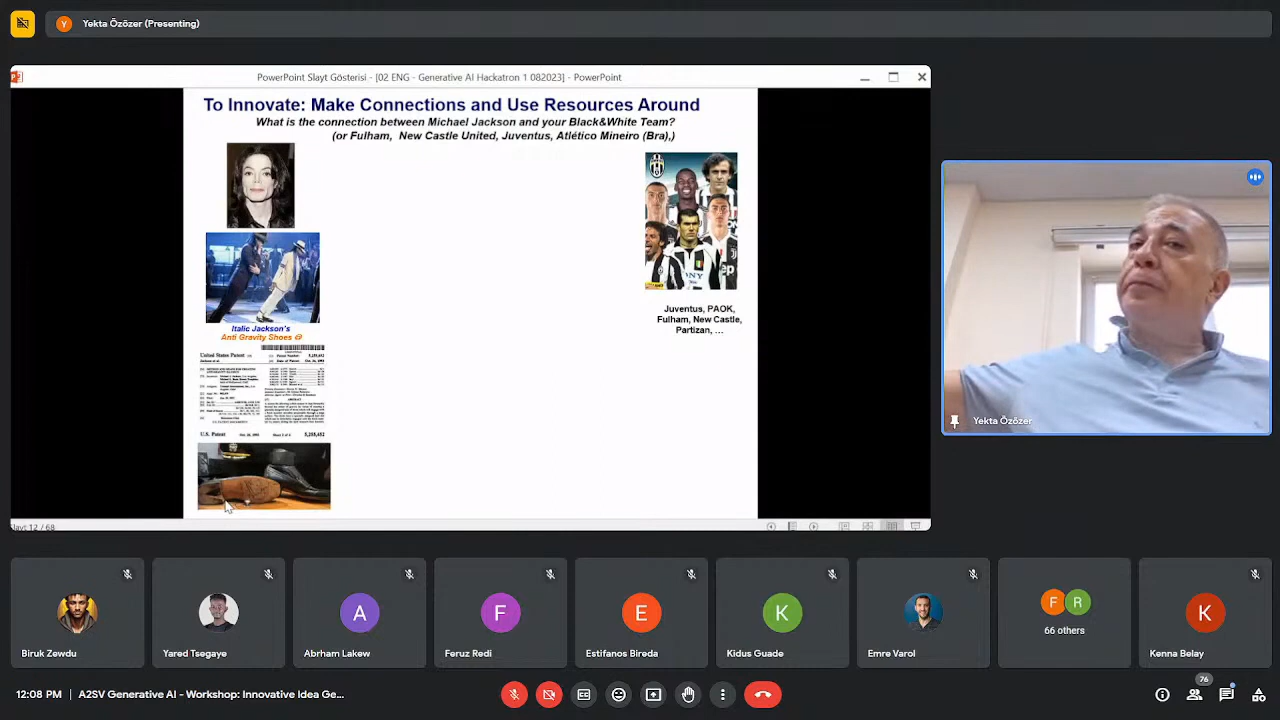 Y
Yekta Özözer (Presenting)
PowerPoint Slayt Gösterisi - [02 ENG - Generative AI Hackatron 1 082023] - PowerPoint
To Innovate: Make Connections and Use Resources Around
What is the connection between Michael Jackson and your Black&White Team?
(or Fulham, New Castle United, Juventus, Atlético Mineiro (Bra),)
Italic Jackson's
Anti Gravity Shoes
United States Patent
U.S. Patent
Juventus, PAOK,
Fulham, New Castle,
Partizan, ...
Yekta Özözer
Biruk Zewdu
Yared Tsegaye
A
Abrham Lakew
F
Feruz Redi
E
Estifanos Bireda
K
Kidus Guade
Emre Varol
F R
66 others
K
Kenna Belay
12:08 PM | A2SV Generative AI - Workshop: Innovative Idea Ge...
76